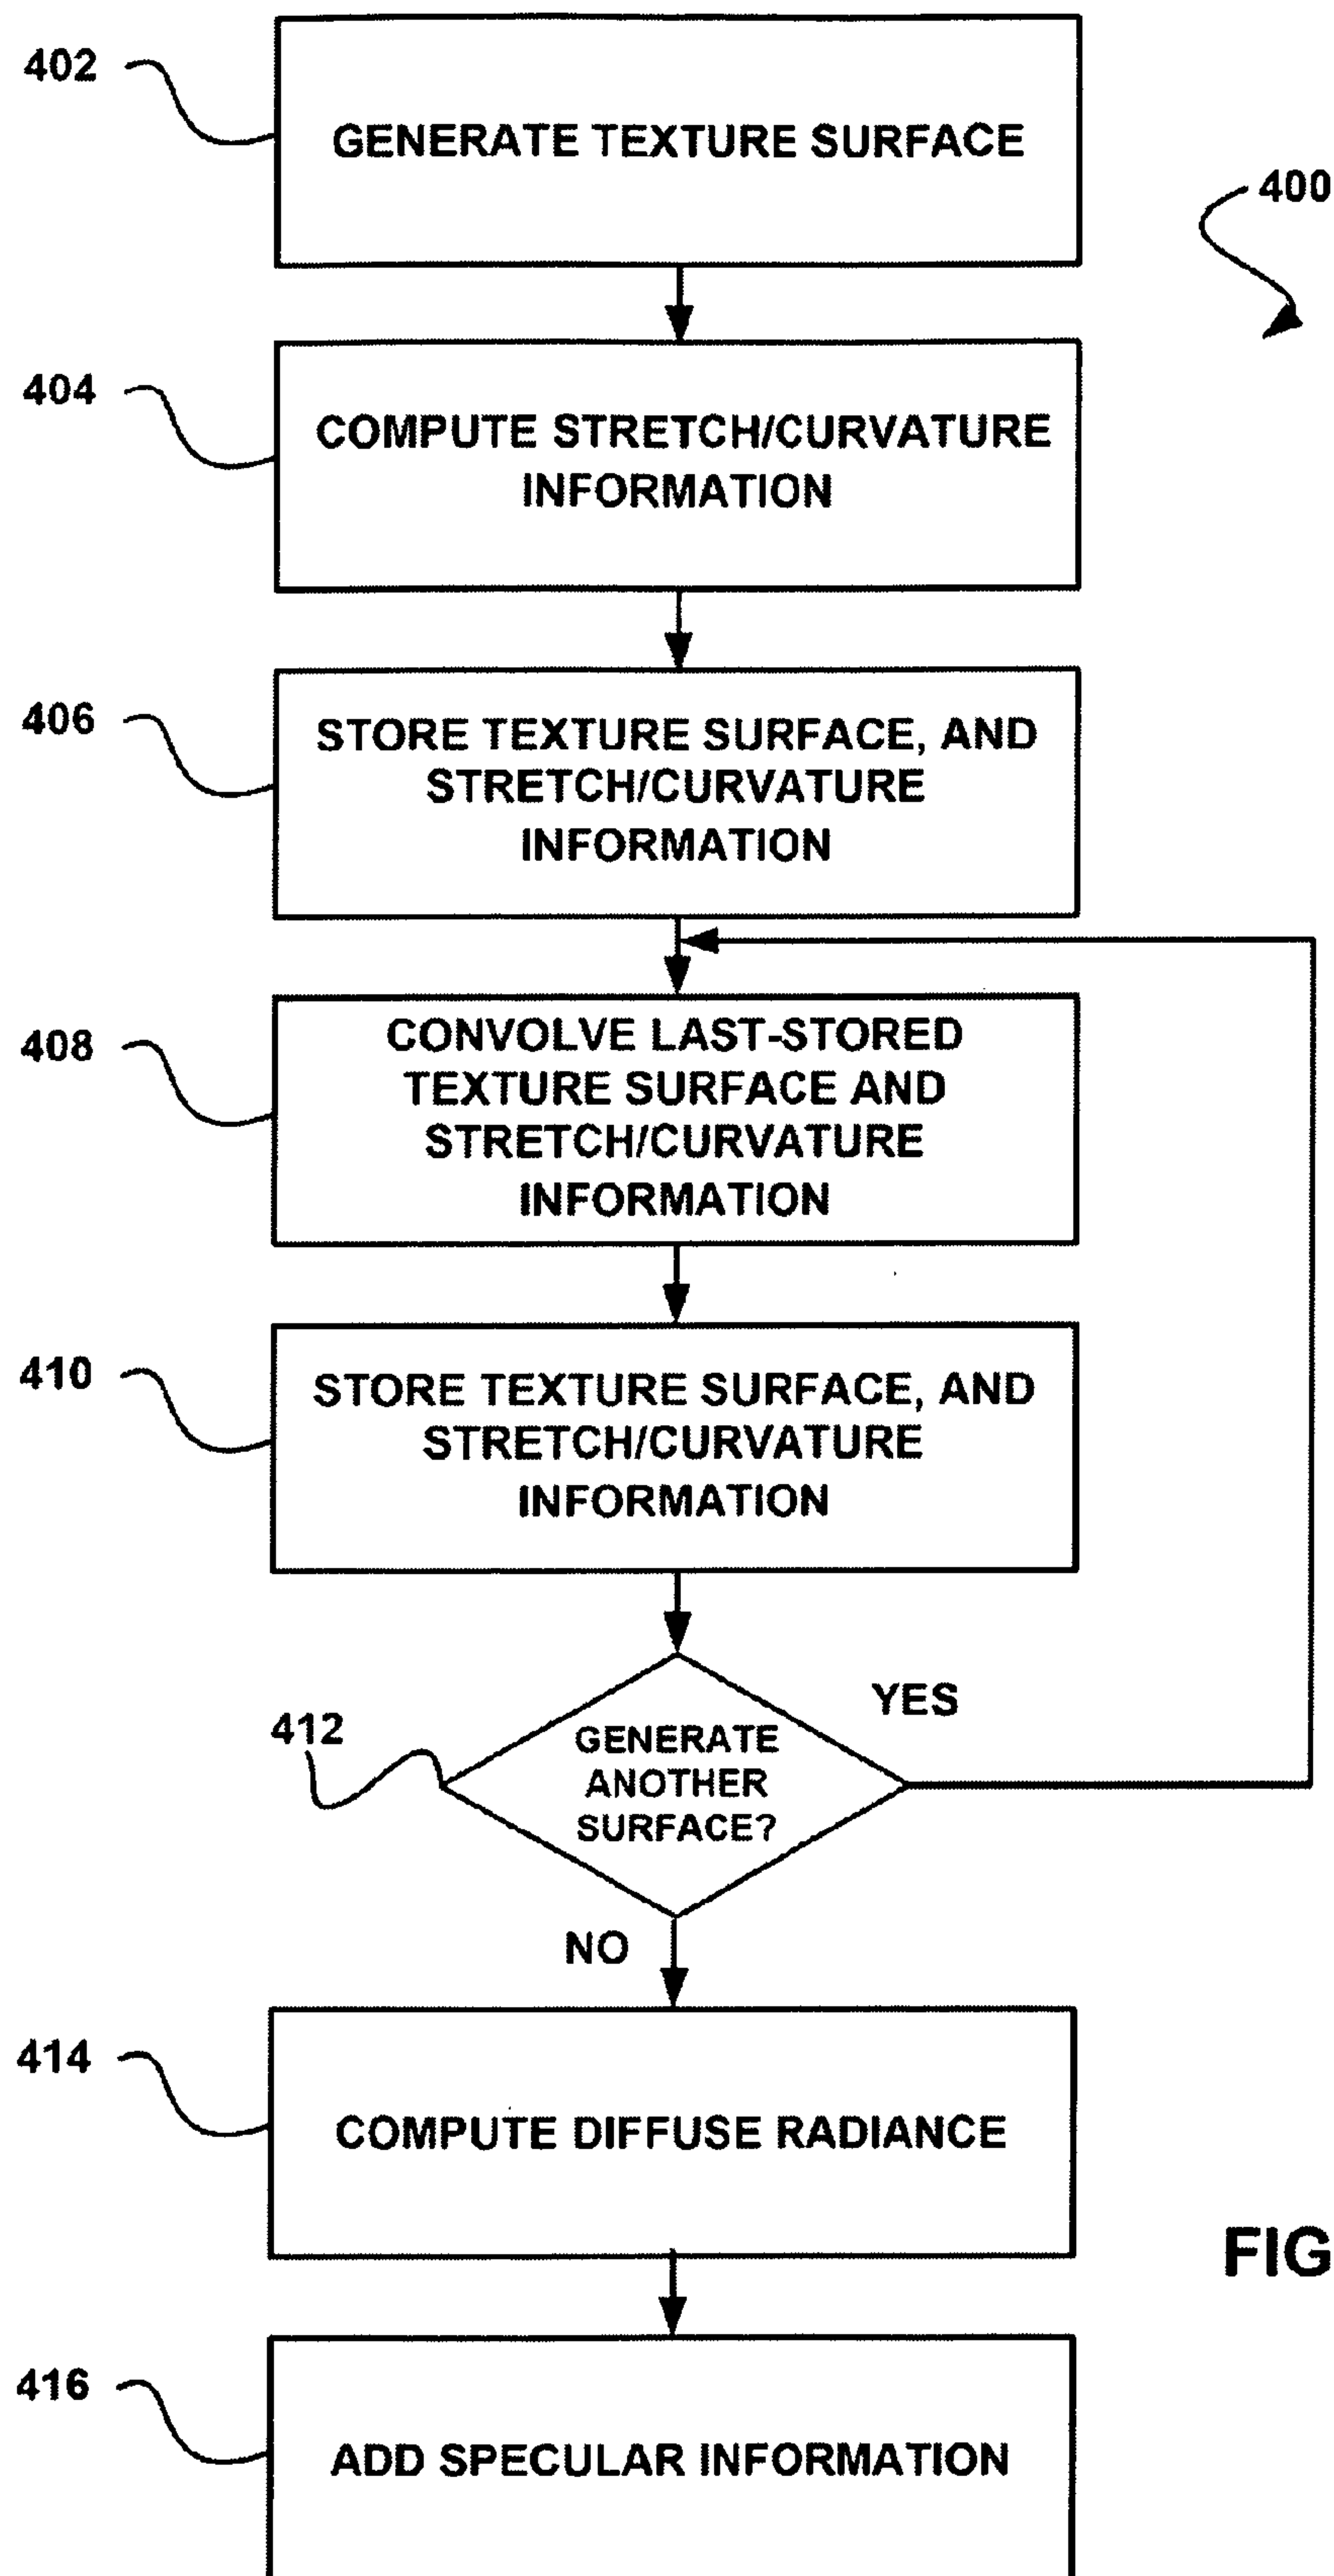 402
GENERATE TEXTURE SURFACE
400
404
COMPUTE STRETCH/CURVATURE
INFORMATION
406
STORE TEXTURE SURFACE, AND
STRETCH/CURVATURE
INFORMATION
408
CONVOLVE LAST-STORED
TEXTURE SURFACE AND
STRETCH/CURVATURE
INFORMATION
410
STORE TEXTURE SURFACE, AND
STRETCH/CURVATURE
INFORMATION
YES
412
GENERATE
ANOTHER
SURFACE?
NO
414
COMPUTE DIFFUSE RADIANCE
FIG
416
ADD SPECULAR INFORMATION